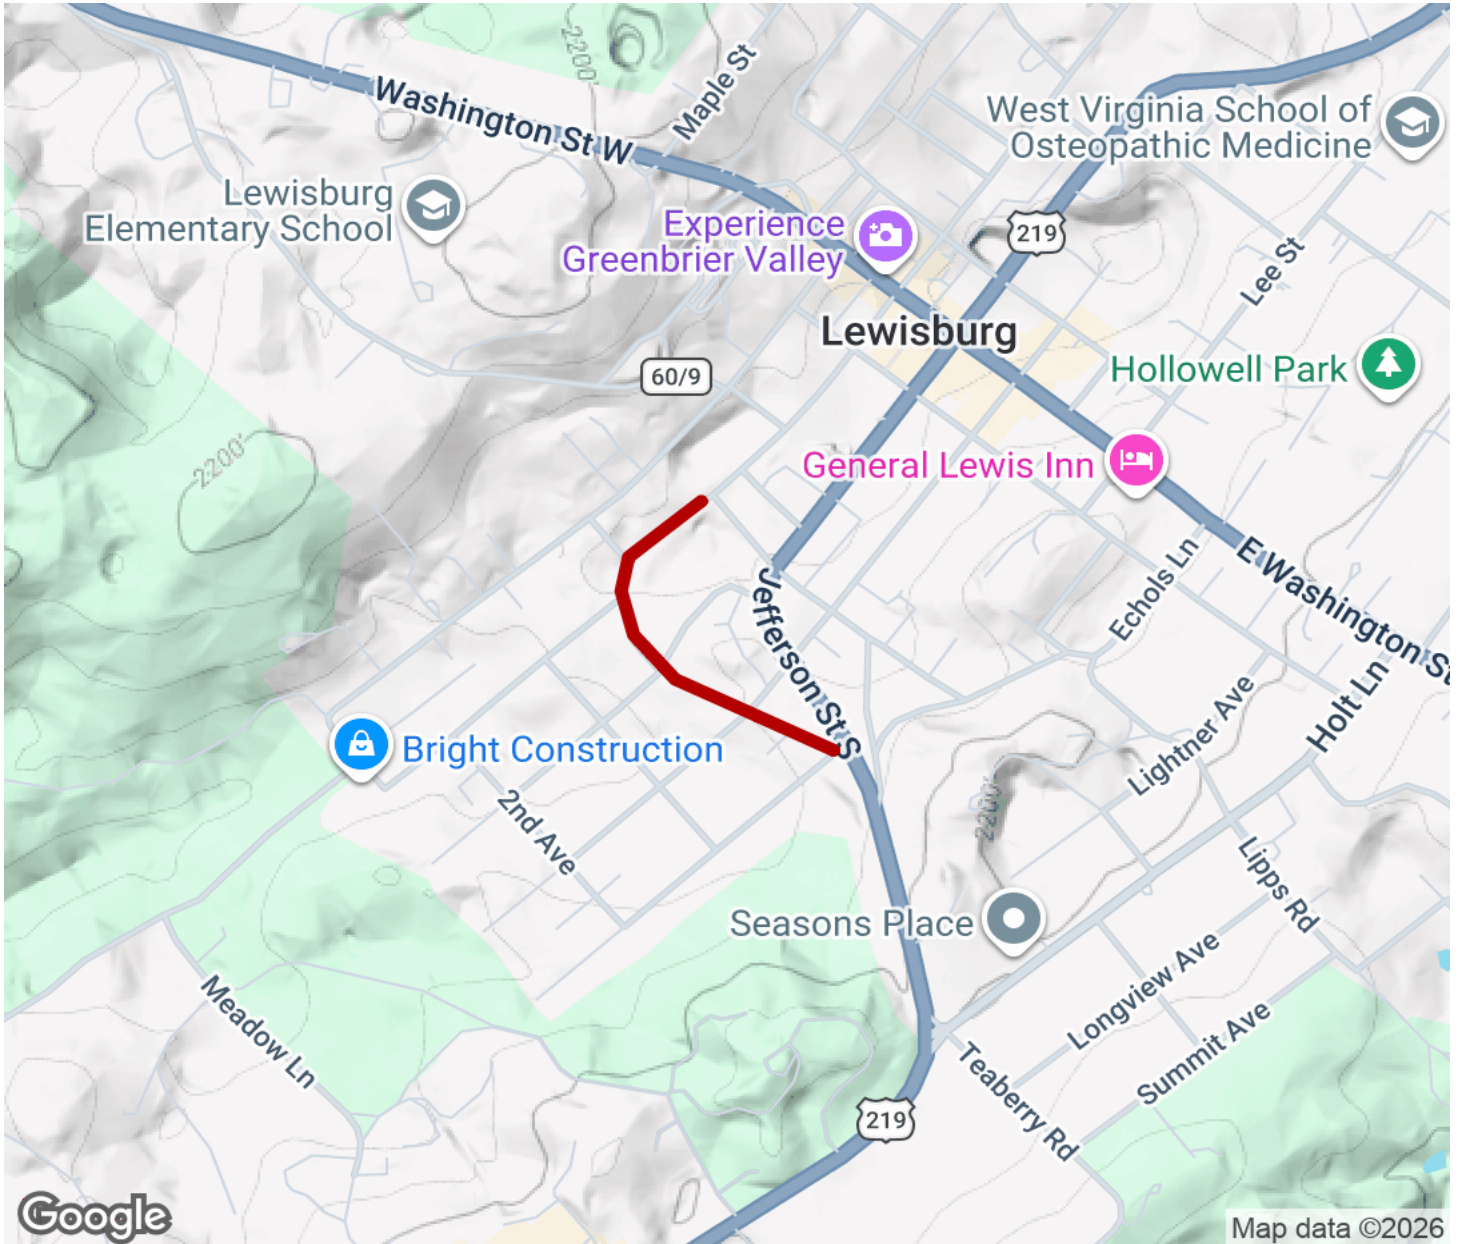 2200'
Maple St
Washington St W
West Virginia School of
Osteopathic Medicine
Lewisburg
Elementary School
Experience
Greenbrier Valley
219
Lee St
Lewisburg
60/9
Hollowell Park
2200'
General Lewis Inn
E Washington St
Echols Ln
Jefferson St S
Holt Ln
Lightner Ave
Bright Construction
2200'
2nd Ave
Lipps Rd
Seasons Place
Longview Ave
Meadow Ln
Summit Ave
Teaberry Rd
219
Google
Map data ©2026